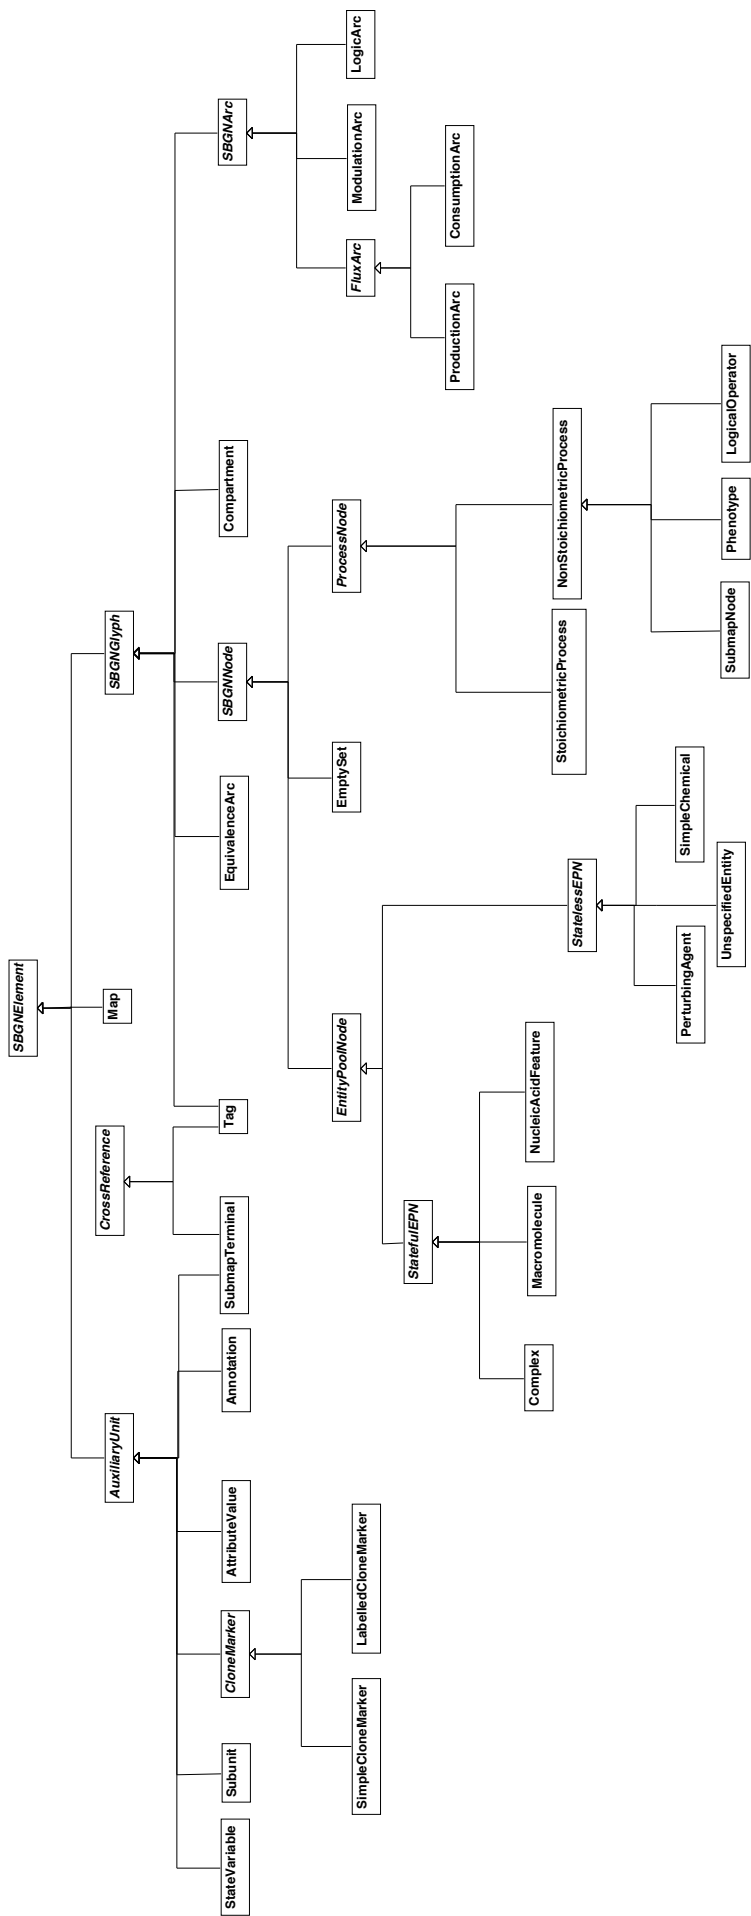 SBGNElement
AuxiliaryUnit
Map
SBGNGlyph
CrossReference
StateVariable
Subunit
CloneMarker
AttributeValue
Annotation
SubmapTerminal
Tag
EquivalenceArc
SBGNNode
Compartment
SBGNArc
SimpleCloneMarker
LabelledCloneMarker
EntityPoolNode
EmptySet
ProcessNode
FluxArc
ModulationArc
LogicArc
StatefulEPN
StatelessEPN
ProductionArc
ConsumptionArc
Complex
Macromolecule
NucleicAcidFeature
StoichiometricProcess
NonStoichiometricProcess
PerturbingAgent
UnspecifiedEntity
SimpleChemical
SubmapNode
Phenotype
LogicalOperator